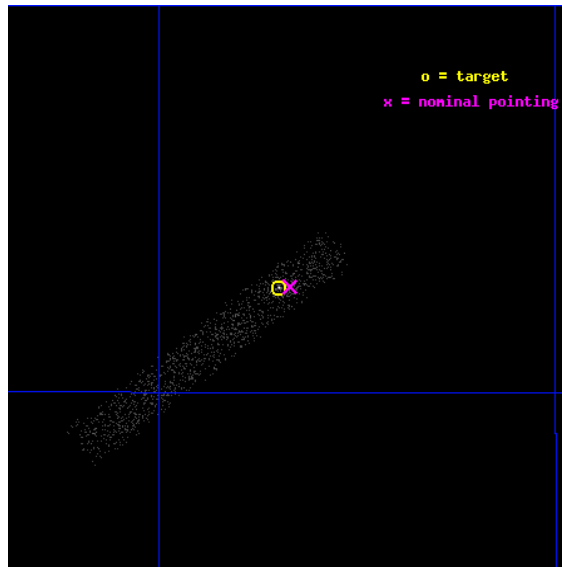 o = target
x = nominal pointing